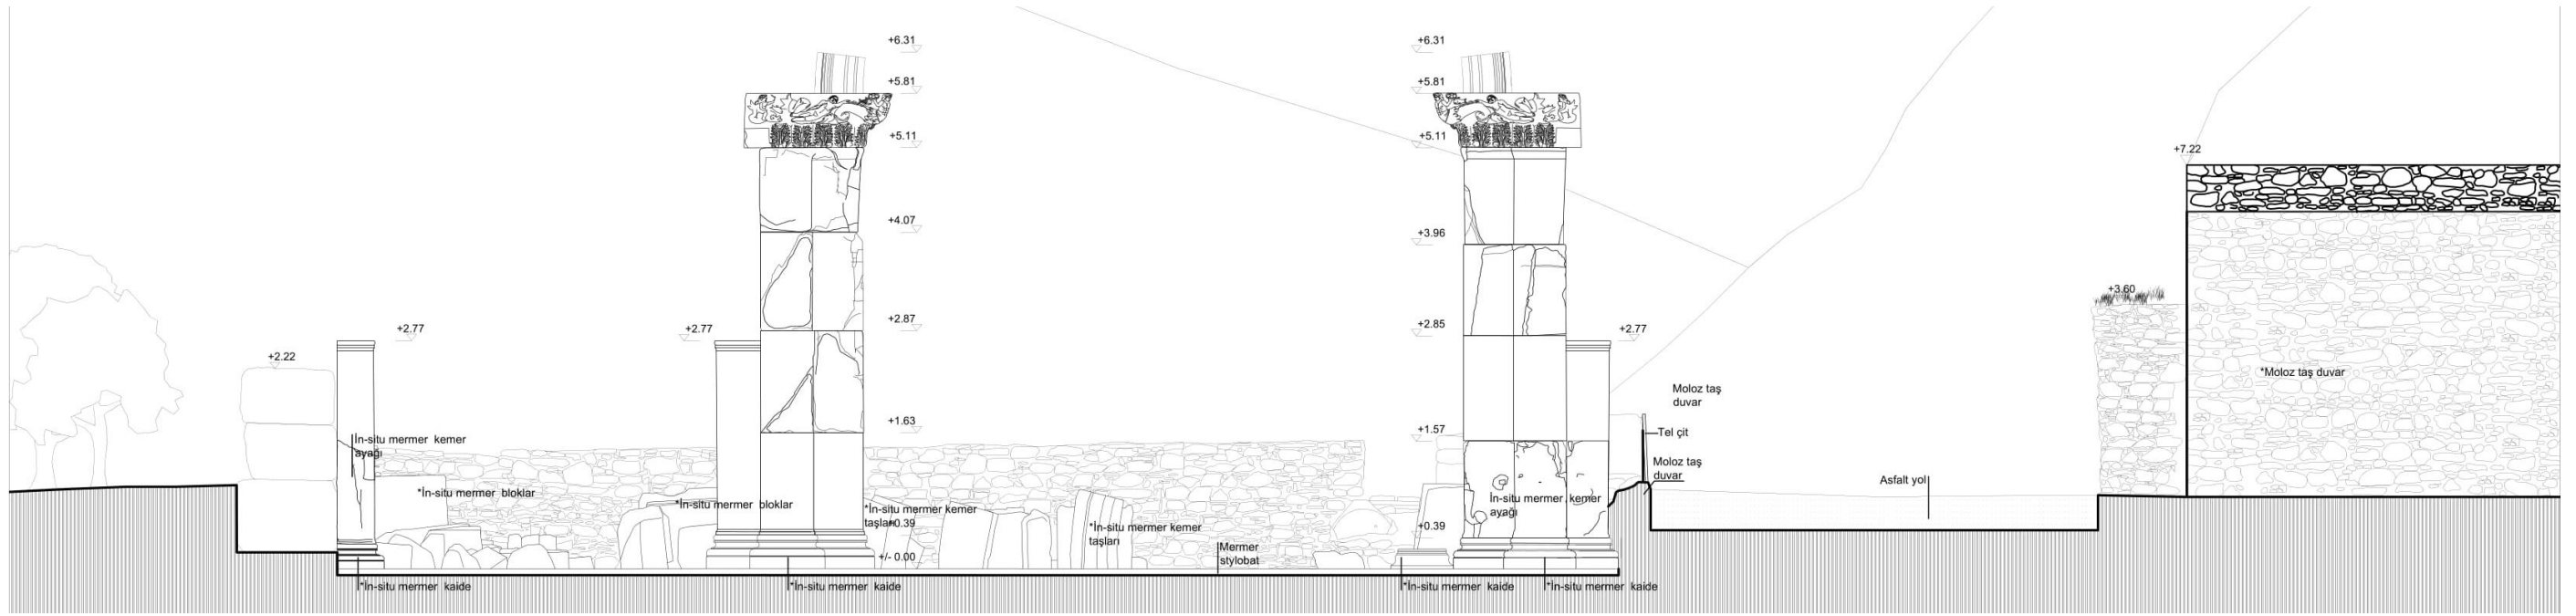 +6.31
+6.31
+5.81
+5.81
+5.11
+5.11
+7.22
+4.07
+3.96
+3.60
+2.87
+2.85
+2.77
+2.77
+2.77
+2.22
*Moloz taş duvar
Moloz taş
duvar
+1.63
+1.57
Tel çit
İn-situ mermer kemer
ayağı
Moloz taş
duvar
Asfalt yol
*İn-situ mermer bloklar
*İn-situ mermer bloklar
*İn-situ mermer kemer
taşları
+0.39
*İn-situ mermer kemer
taşları
İn-situ mermer kemer
ayağı
+0.39
+/- 0.00
Mermer
stylobat
*İn-situ mermer kaide
*İn-situ mermer kaide
*İn-situ mermer kaide
*İn-situ mermer kaide